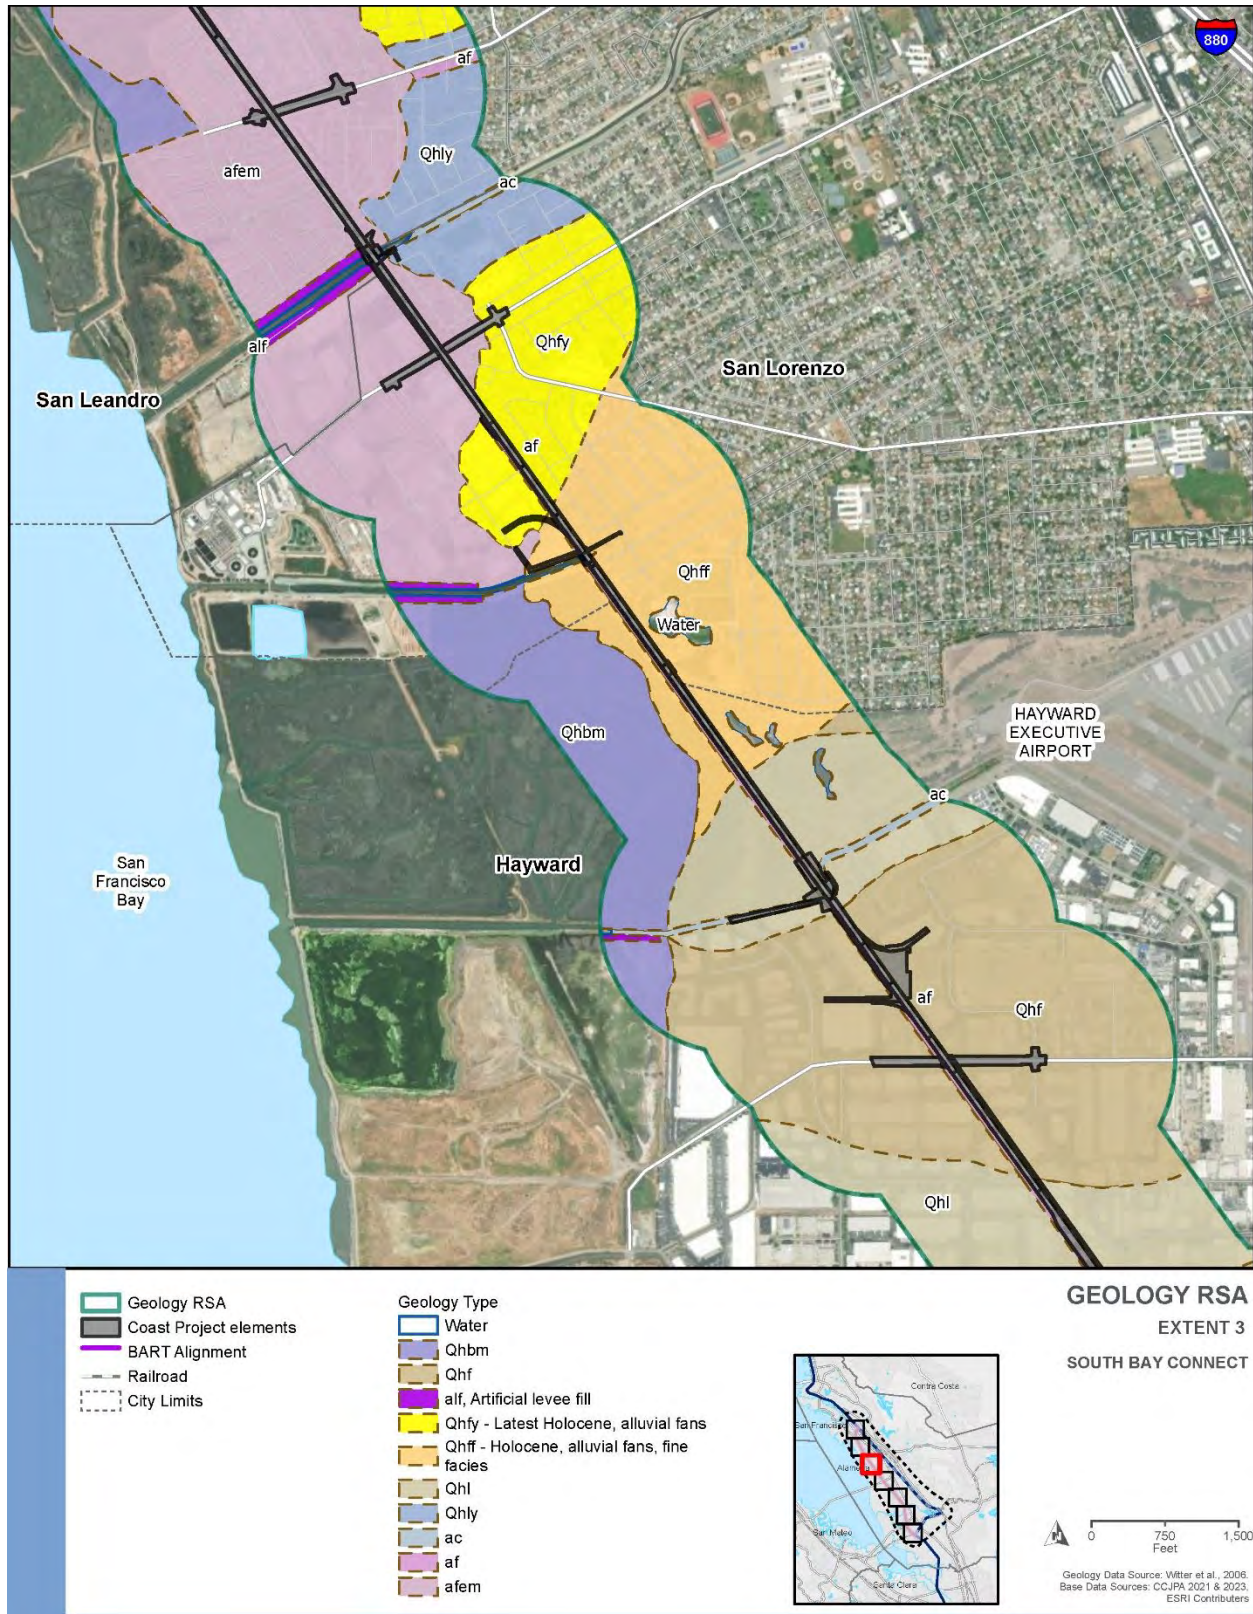 880
af
Qhly
afem
ac
alf
Qhfy
San Lorenzo
San Leandro
af
Qhff
Water
HAYWARD
EXECUTIVE
AIRPORT
Qhbm
ac
San
Francisco
Bay
Hayward
af
Qhf
Qhl
Geology RSA
Coast Project elements
BART Alignment
Railroad
City Limits
Geology Type
Water
Qhbm
Qhf
alf, Artificial levee fill
Qhfy - Latest Holocene, alluvial fans
Qhff - Holocene, alluvial fans, fine
facies
Qhl
Qhly
ac
af
afem
Contra Costa
San Francisco
Alameda
San Mateo
Santa Clara
GEOLOGY RSA
EXTENT 3
SOUTH BAY CONNECT
N
0 750 1,500
Feet
Geology Data Source: Witter et al., 2006.
Base Data Sources: CCJPA 2021 & 2023.
ESRI Contributers